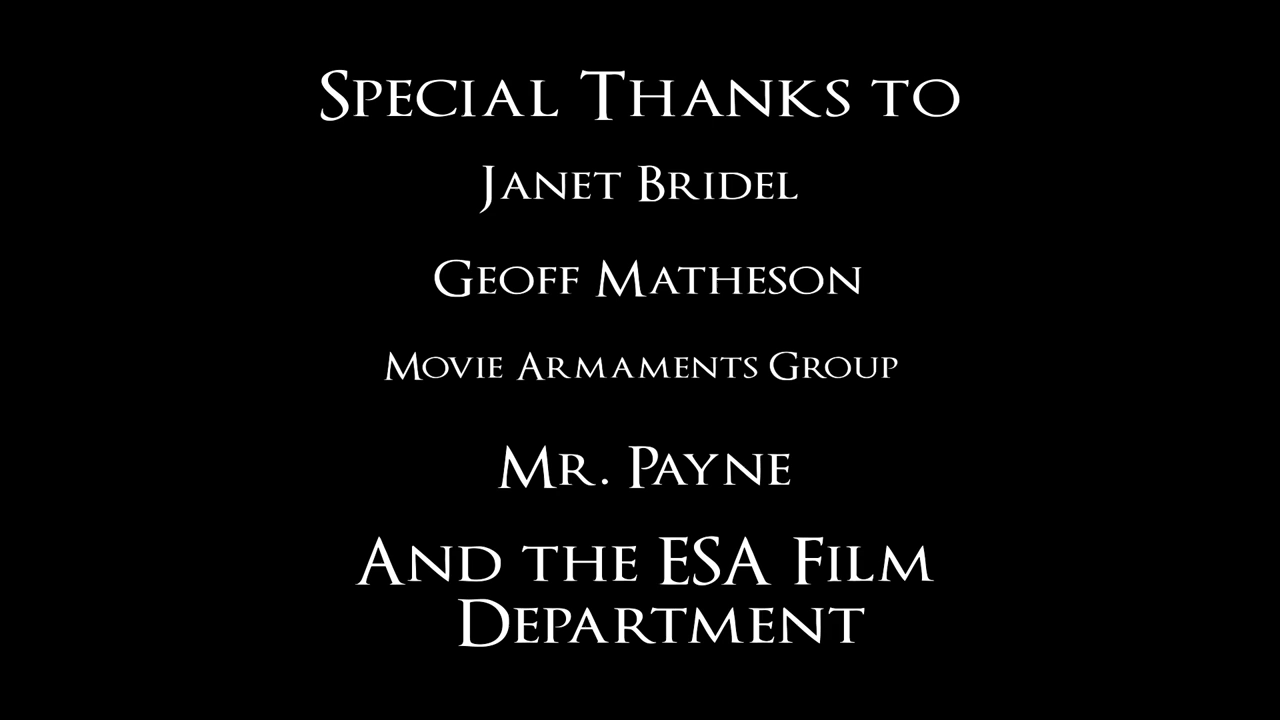 Special Thanks to
Janet Bridel
Geoff Matheson
Movie Armaments Group
Mr. Payne
And the ESA Film
Department